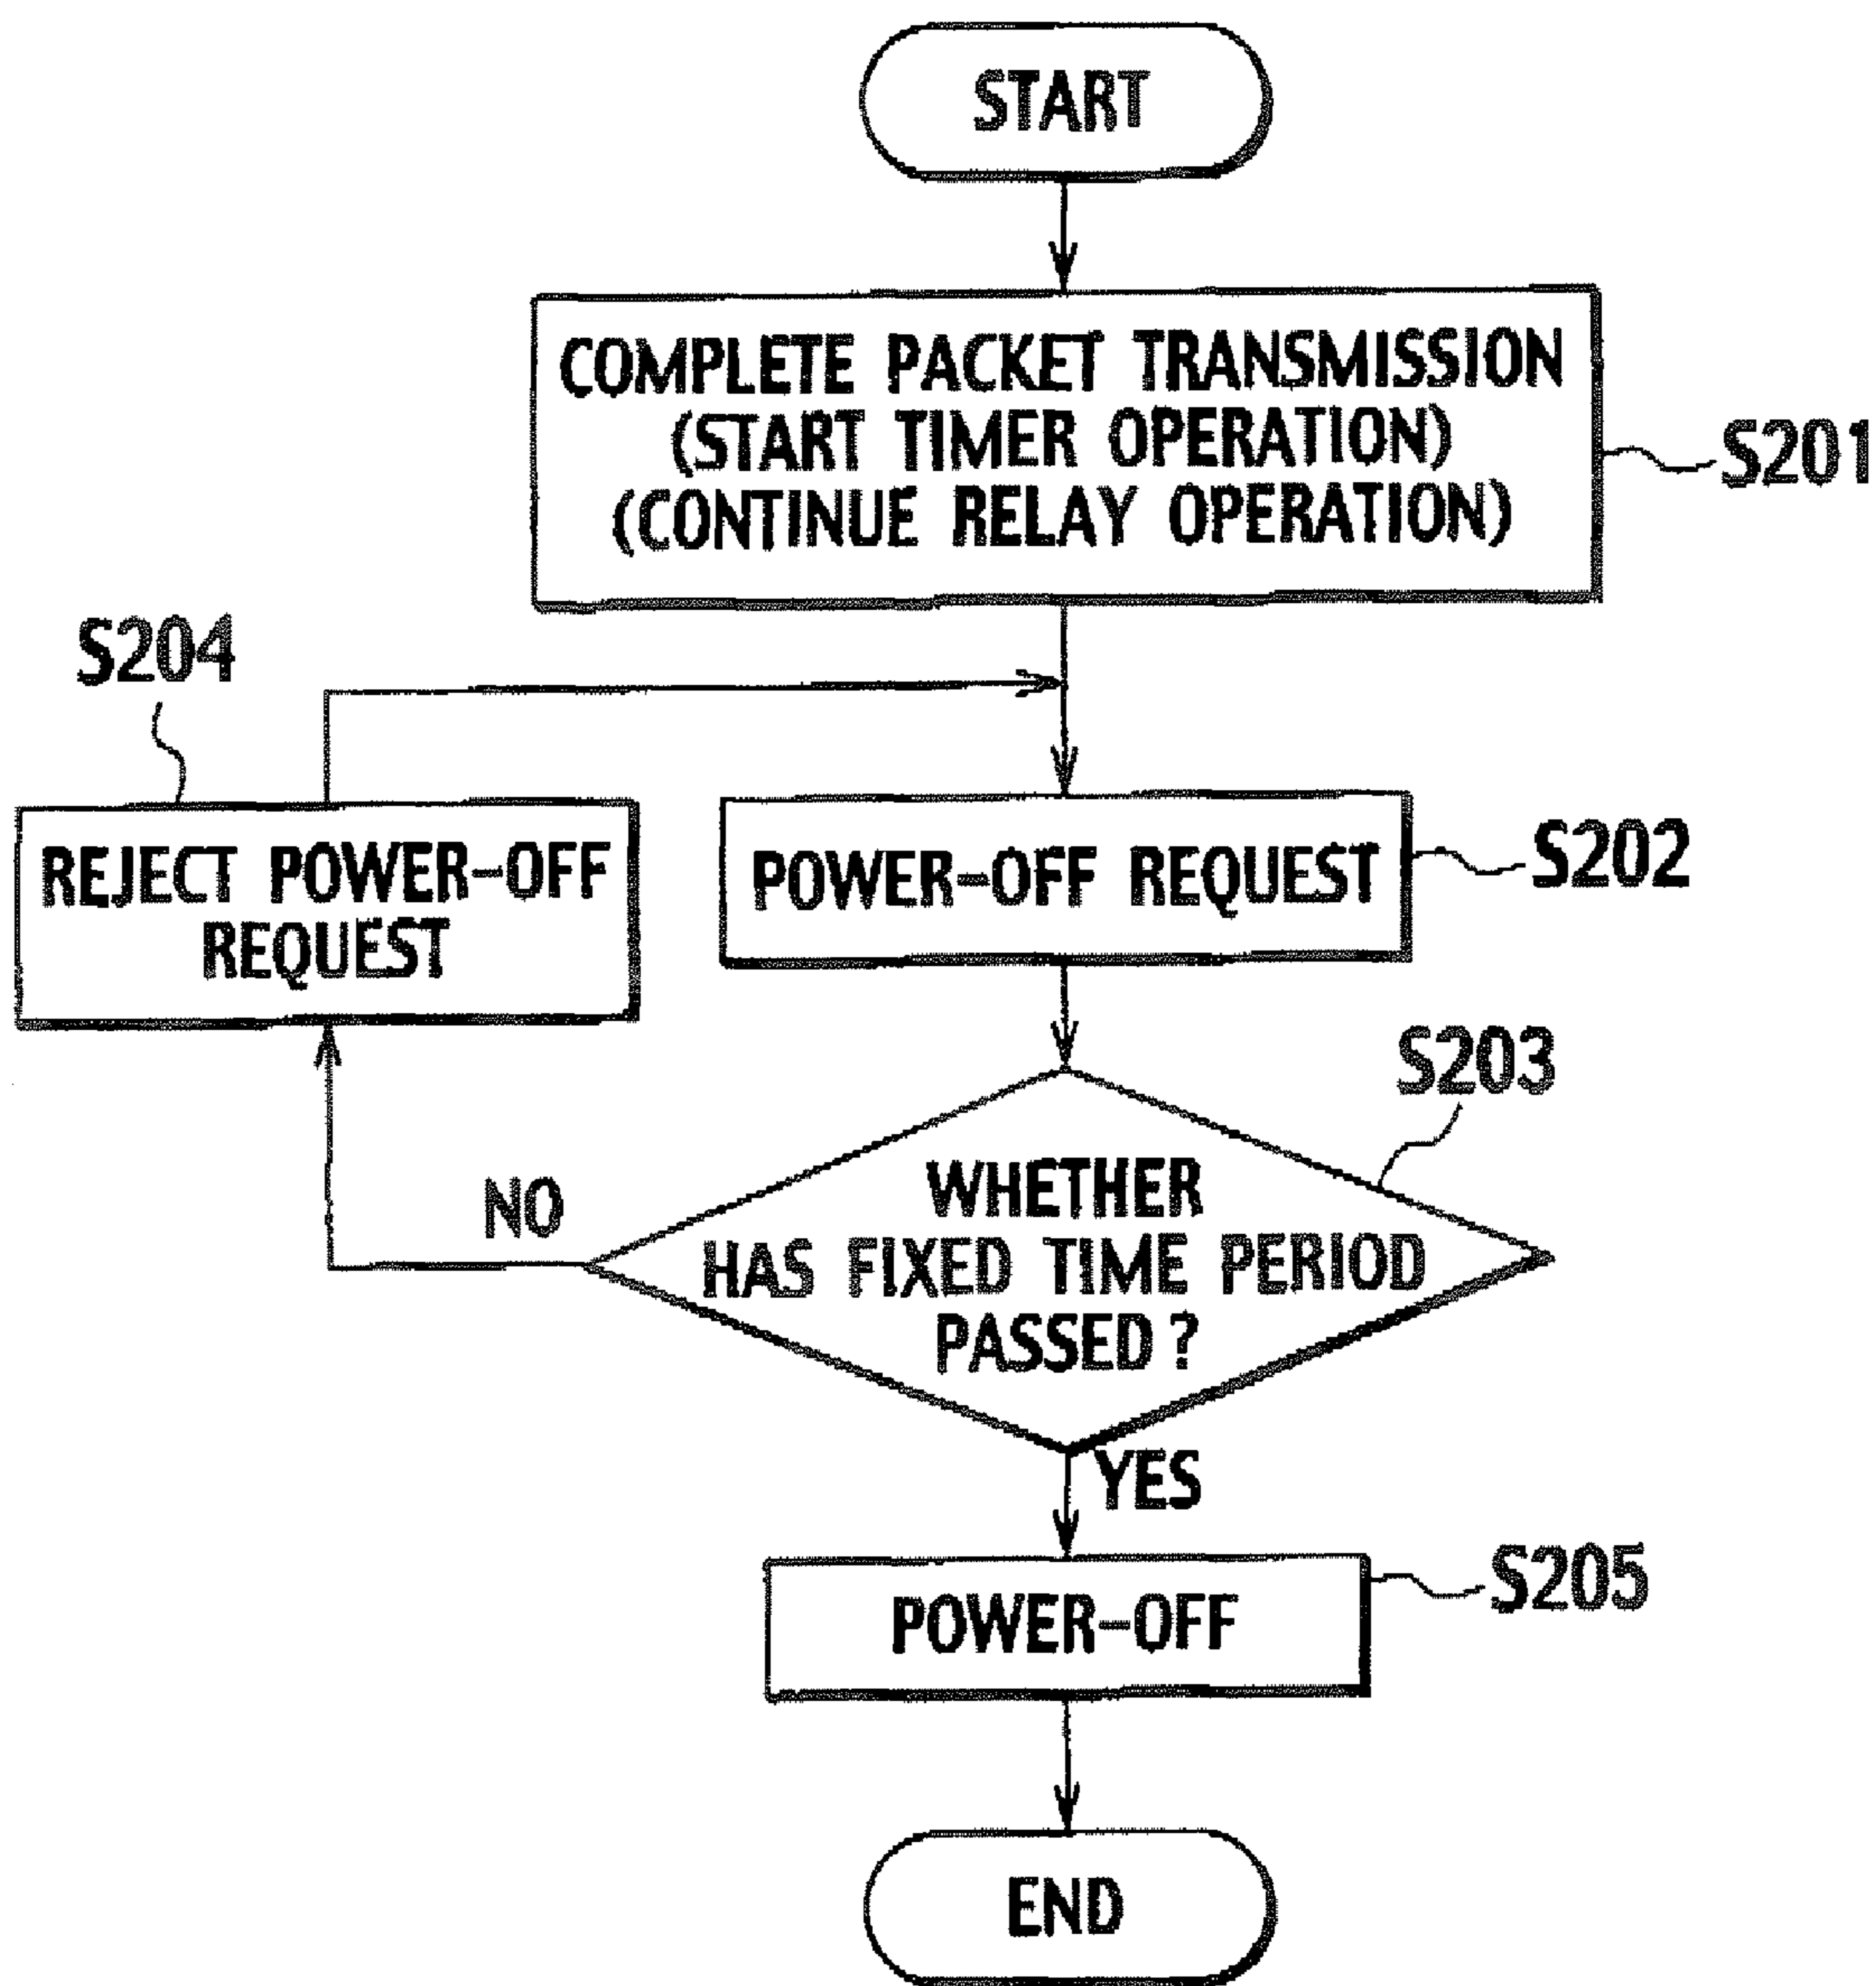 START
COMPLETE PACKET TRANSMISSION
(START TIMER OPERATION)
(CONTINUE RELAY OPERATION)
S201
S204
REJECT POWER-OFF
REQUEST
POWER-OFF REQUEST
S202
S203
WHETHER
HAS FIXED TIME PERIOD
PASSED?
NO
YES
POWER-OFF
S205
END